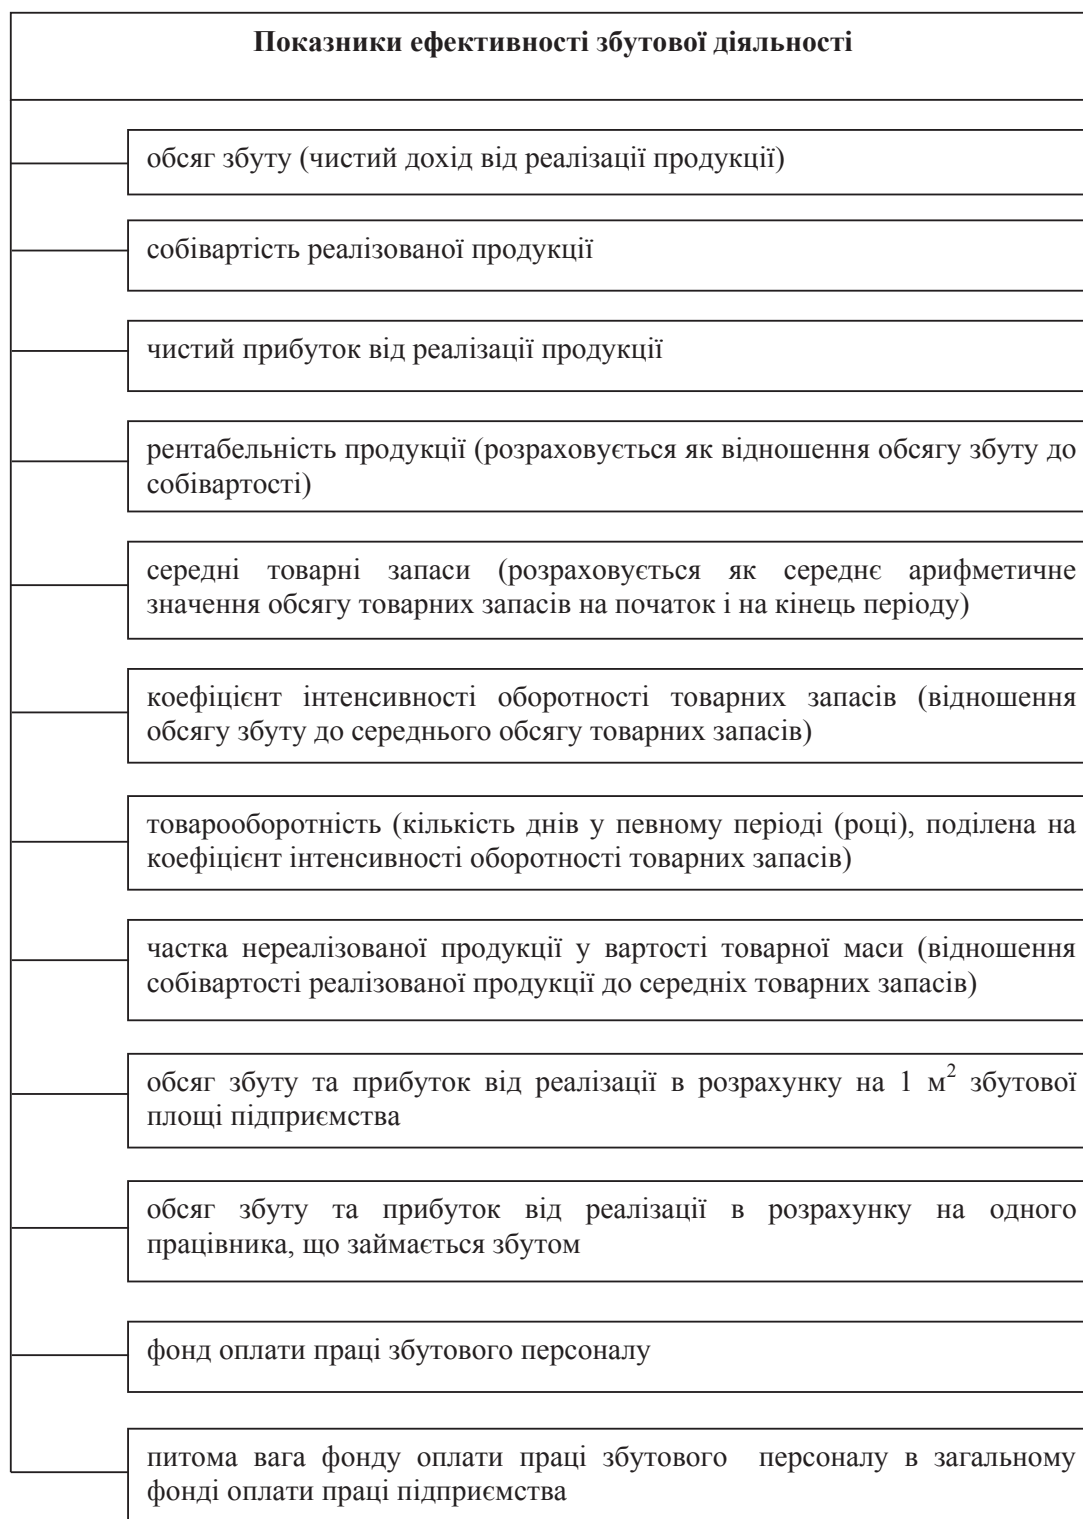 Показники ефективності збутової діяльності
обсяг збуту (чистий дохід від реалізації продукції)
собівартість реалізованої продукції
чистий прибуток від реалізації продукції
рентабельність продукції (розраховується як відношення обсягу збуту до
собівартості)
середні товарні запаси (розраховується як середнє арифметичне
значення обсягу товарних запасів на початок і на кінець періоду)
коефіцієнт інтенсивності оборотності товарних запасів (відношення
обсягу збуту до середнього обсягу товарних запасів)
товарооборотність (кількість днів у певному періоді (році), поділена на
коефіцієнт інтенсивності оборотності товарних запасів)
частка нереалізованої продукції у вартості товарної маси (відношення
собівартості реалізованої продукції до середніх товарних запасів)
обсяг збуту та прибуток від реалізації в розрахунку на 1 м² збутової
площі підприємства
обсяг збуту та прибуток від реалізації в розрахунку на одного
працівника, що займається збутом
фонд оплати праці збутового персоналу
питома вага фонду оплати праці збутового персоналу в загальному
фонді оплати праці підприємства